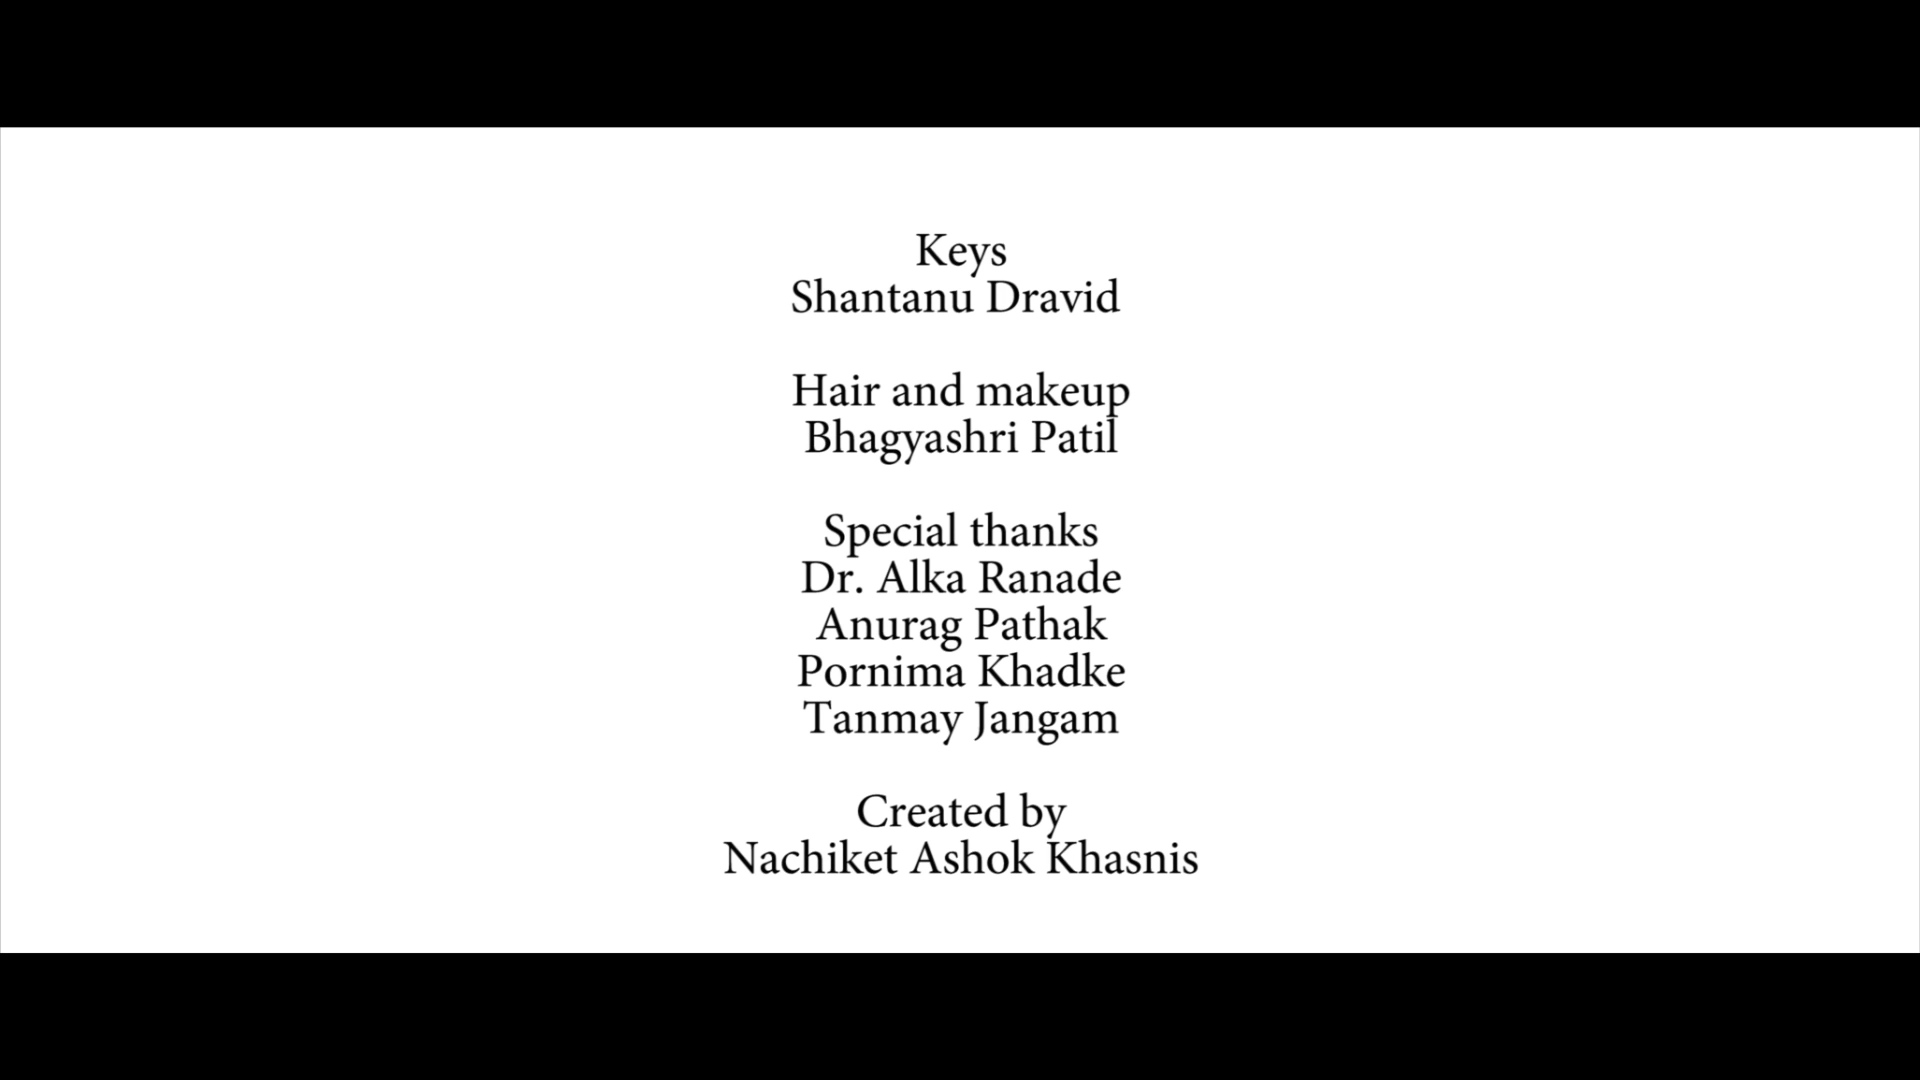 Keys
Shantanu Dravid
Hair and makeup
Bhagyashri Patil
Special thanks
Dr. Alka Ranade
Anurag Pathak
Pornima Khadke
Tanmay Jangam
Created by
Nachiket Ashok Khasnis